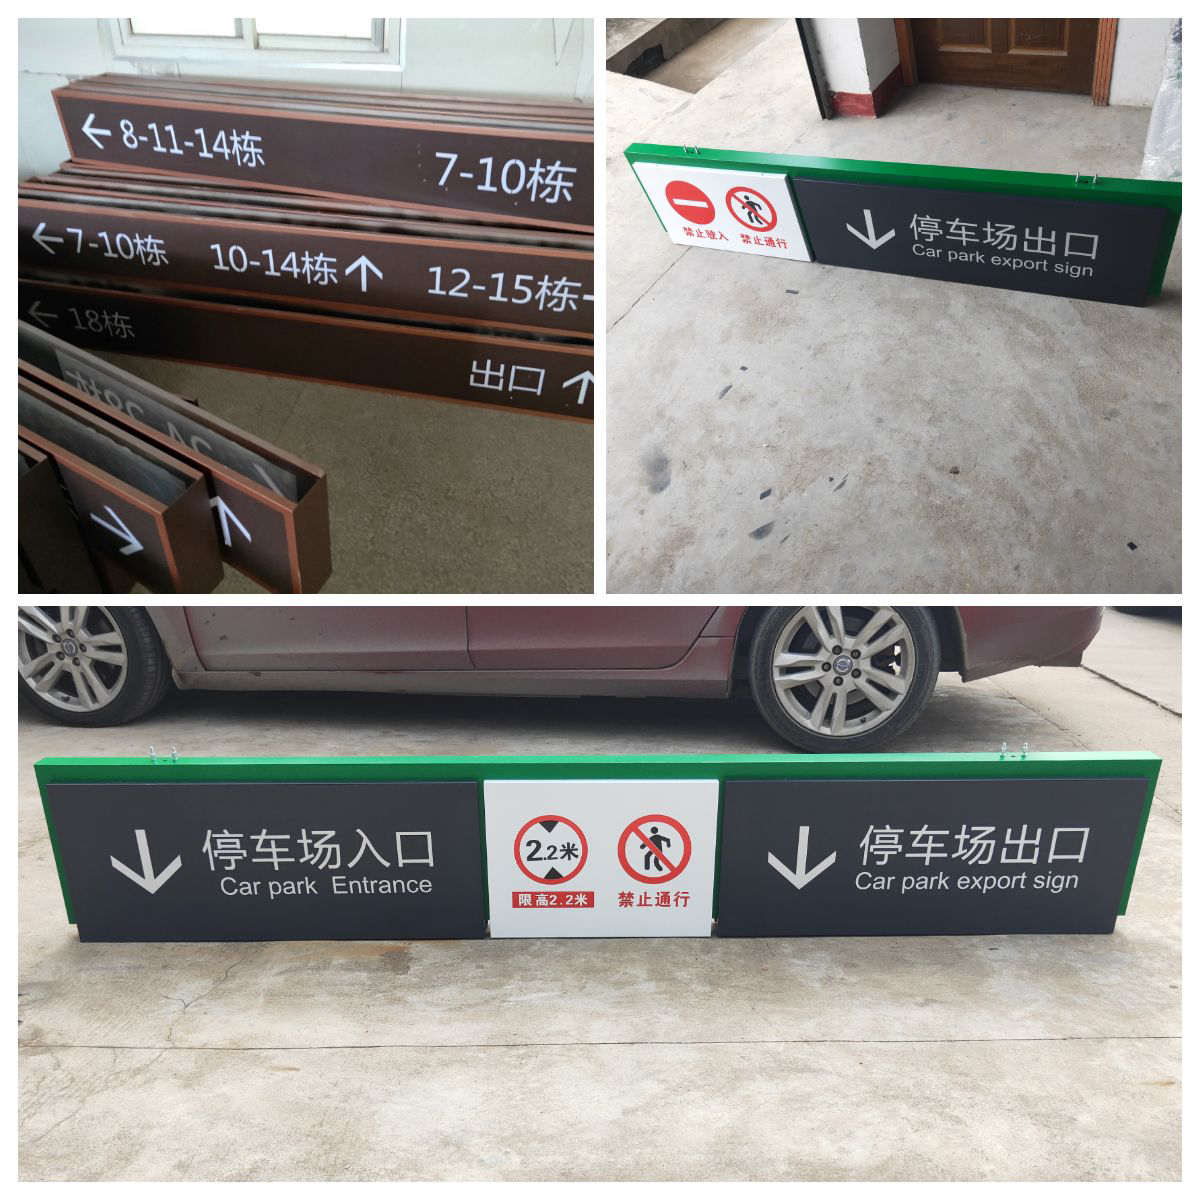 ←8-11-14栋
7-10栋
←7-10栋
10-14栋↑
12-15栋→
←18栋
出口↑
禁止驶入
禁止通行
停车场出口
Car park export sign
停车场入口
Car park Entrance
2.2米
限高2.2米
禁止通行
停车场出口
Car park export sign